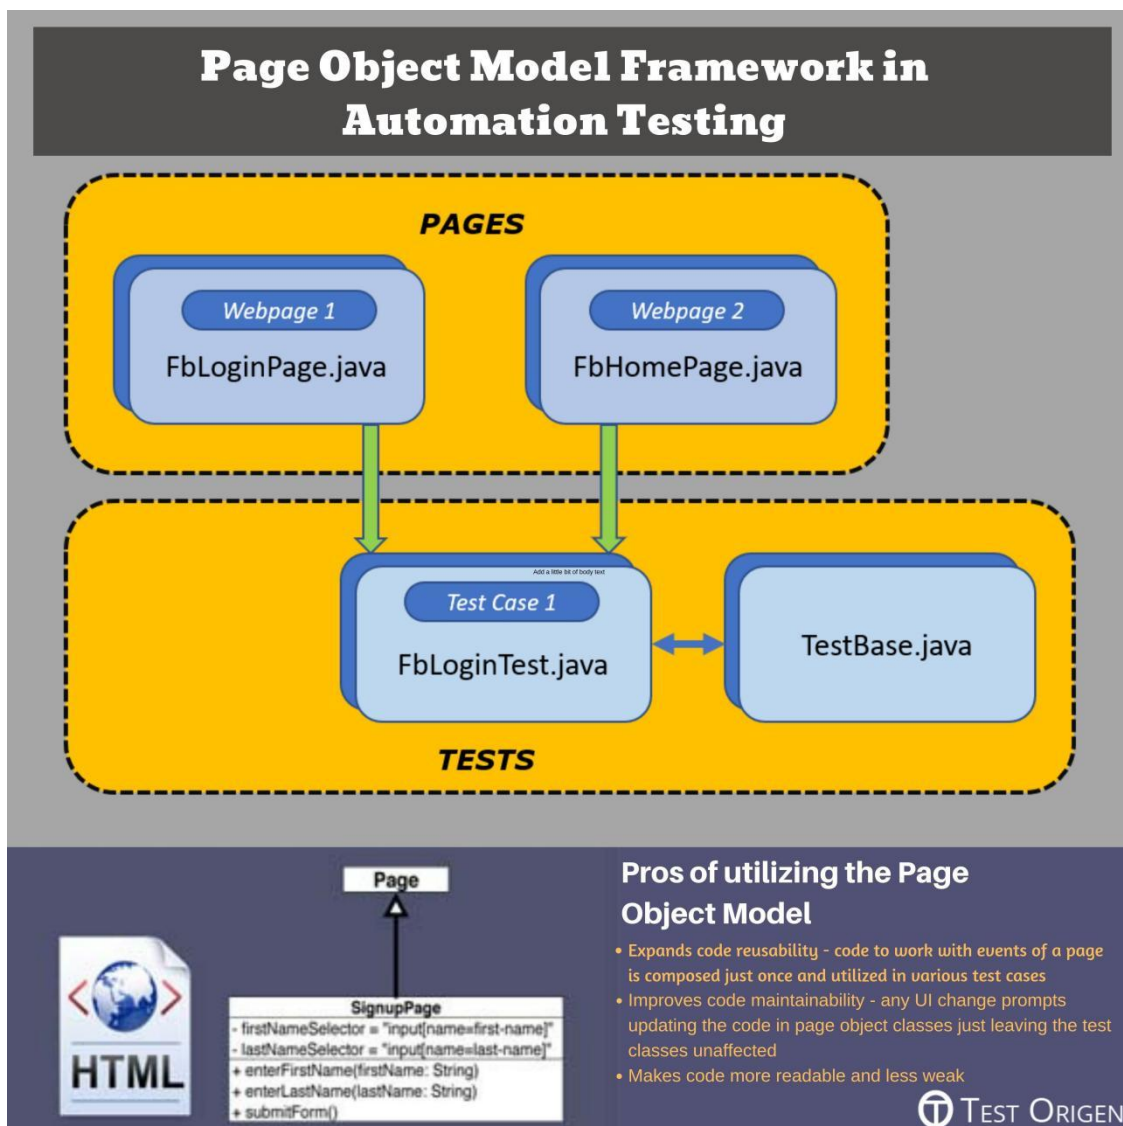 Page Object Model Framework in
Automation Testing
PAGES
Webpage 1
FbLoginPage.java
Webpage 2
FbHomePage.java
Add a little bit of body text
Test Case 1
FbLoginTest.java
TestBase.java
TESTS
Page
SignupPage
- firstNameSelector = "input[name=first-name]"
- lastNameSelector = "input[name=last-name]"
+ enterFirstName(firstName: String)
+ enterLastName(lastName: String)
+ submitForm()
HTML
Pros of utilizing the Page
Object Model
• Expands code reusability - code to work with events of a page
is composed just once and utilized in various test cases
• Improves code maintainability - any UI change prompts
updating the code in page object classes just leaving the test
classes unaffected
• Makes code more readable and less weak
TEST ORIGEN